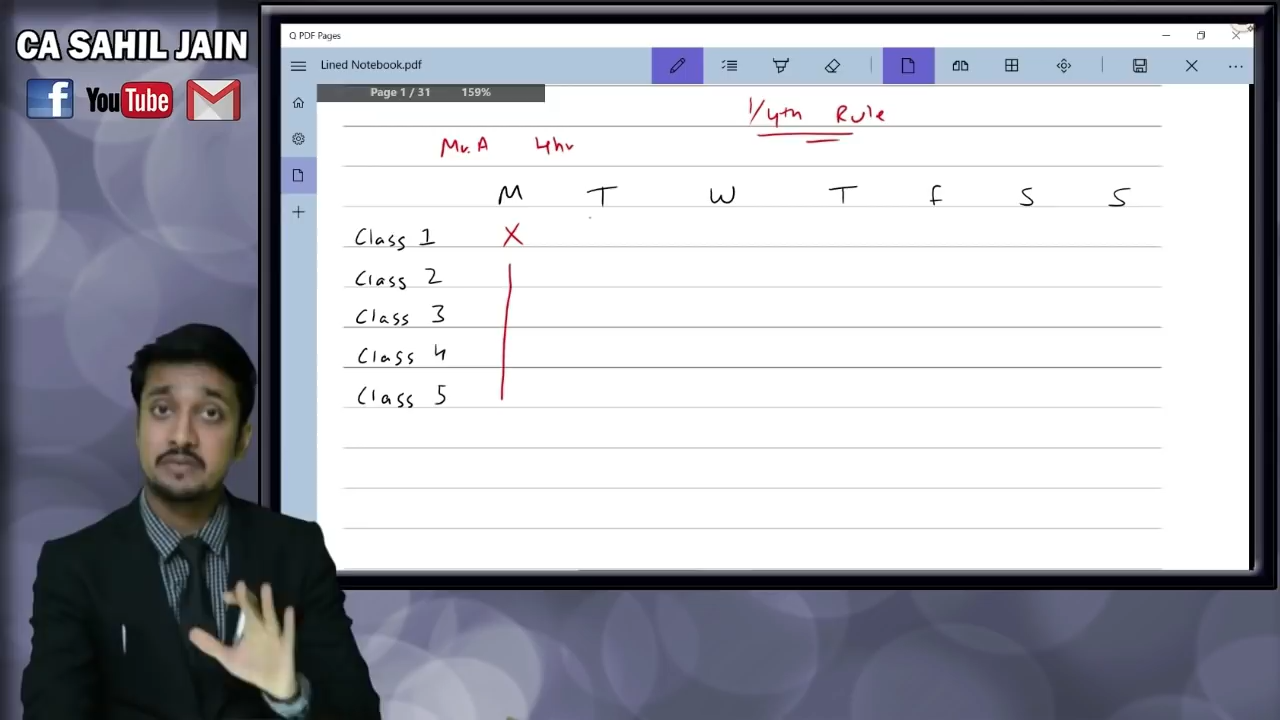 CA SAHIL JAIN
f YouTube M
Q PDF Pages
Lined Notebook.pdf
Page 1 / 31 159%
1/4th Rule
Mr. A 4hr
M T W T F S S
Class 1 X
Class 2
Class 3
Class 4
Class 5